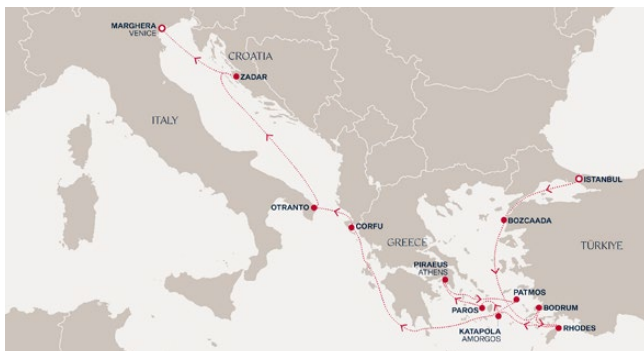 MARGHERA
VENICE
CROATIA
ZADAR
ITALY
ISTANBUL
OTRANTO
BOZCAADA
CORFU
GREECE
TÜRKIYE
PIRAEUS
ATHENS
PATMOS
PAROS
BODRUM
KATAPOLA
AMORGOS
RHODES